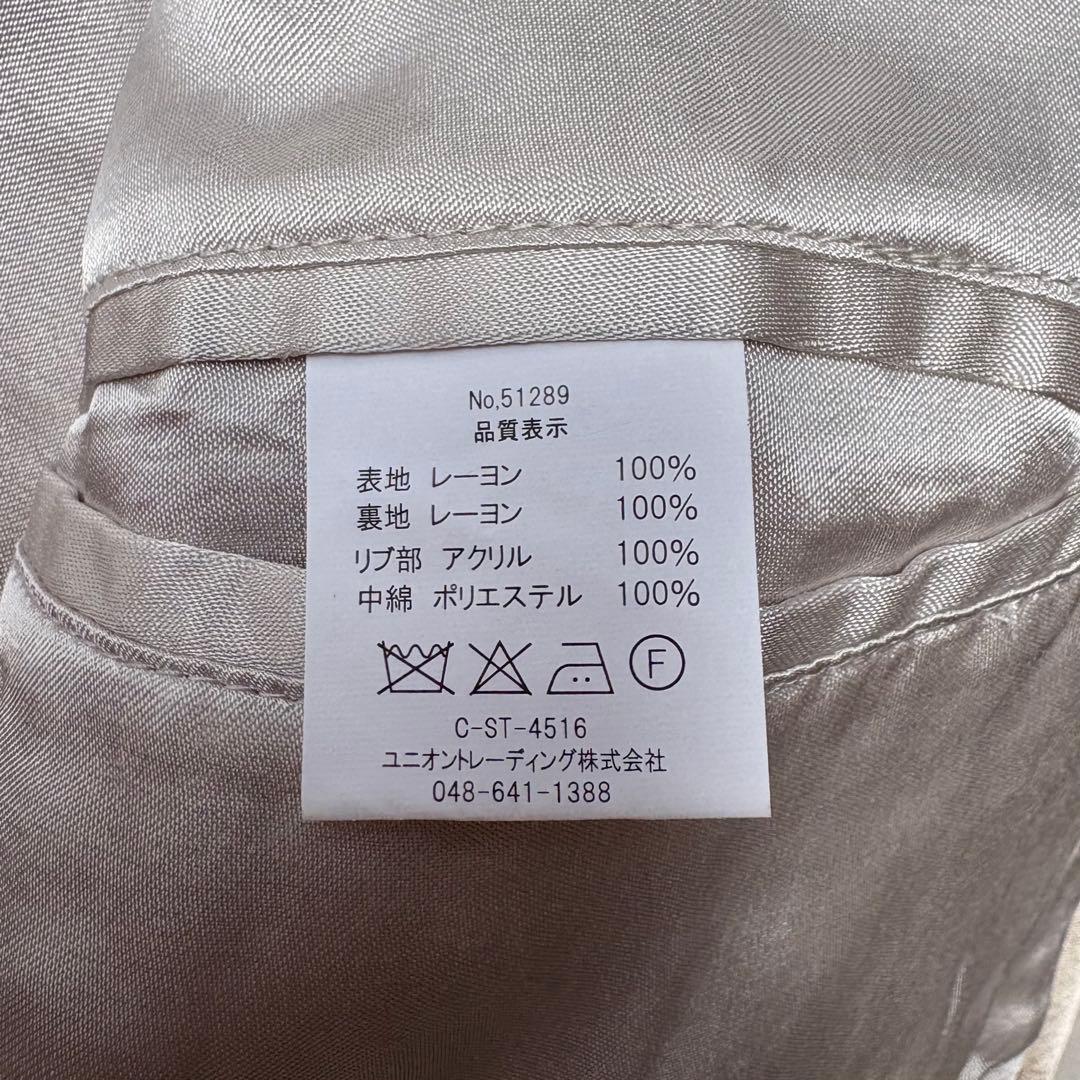 No,51289
品質表示
表地 レーヨン 100%
裏地 レーヨン 100%
リブ部 アクリル 100%
中綿 ポリエステル 100%
F
C-ST-4516
ユニオントレーディング株式会社
048-641-1388